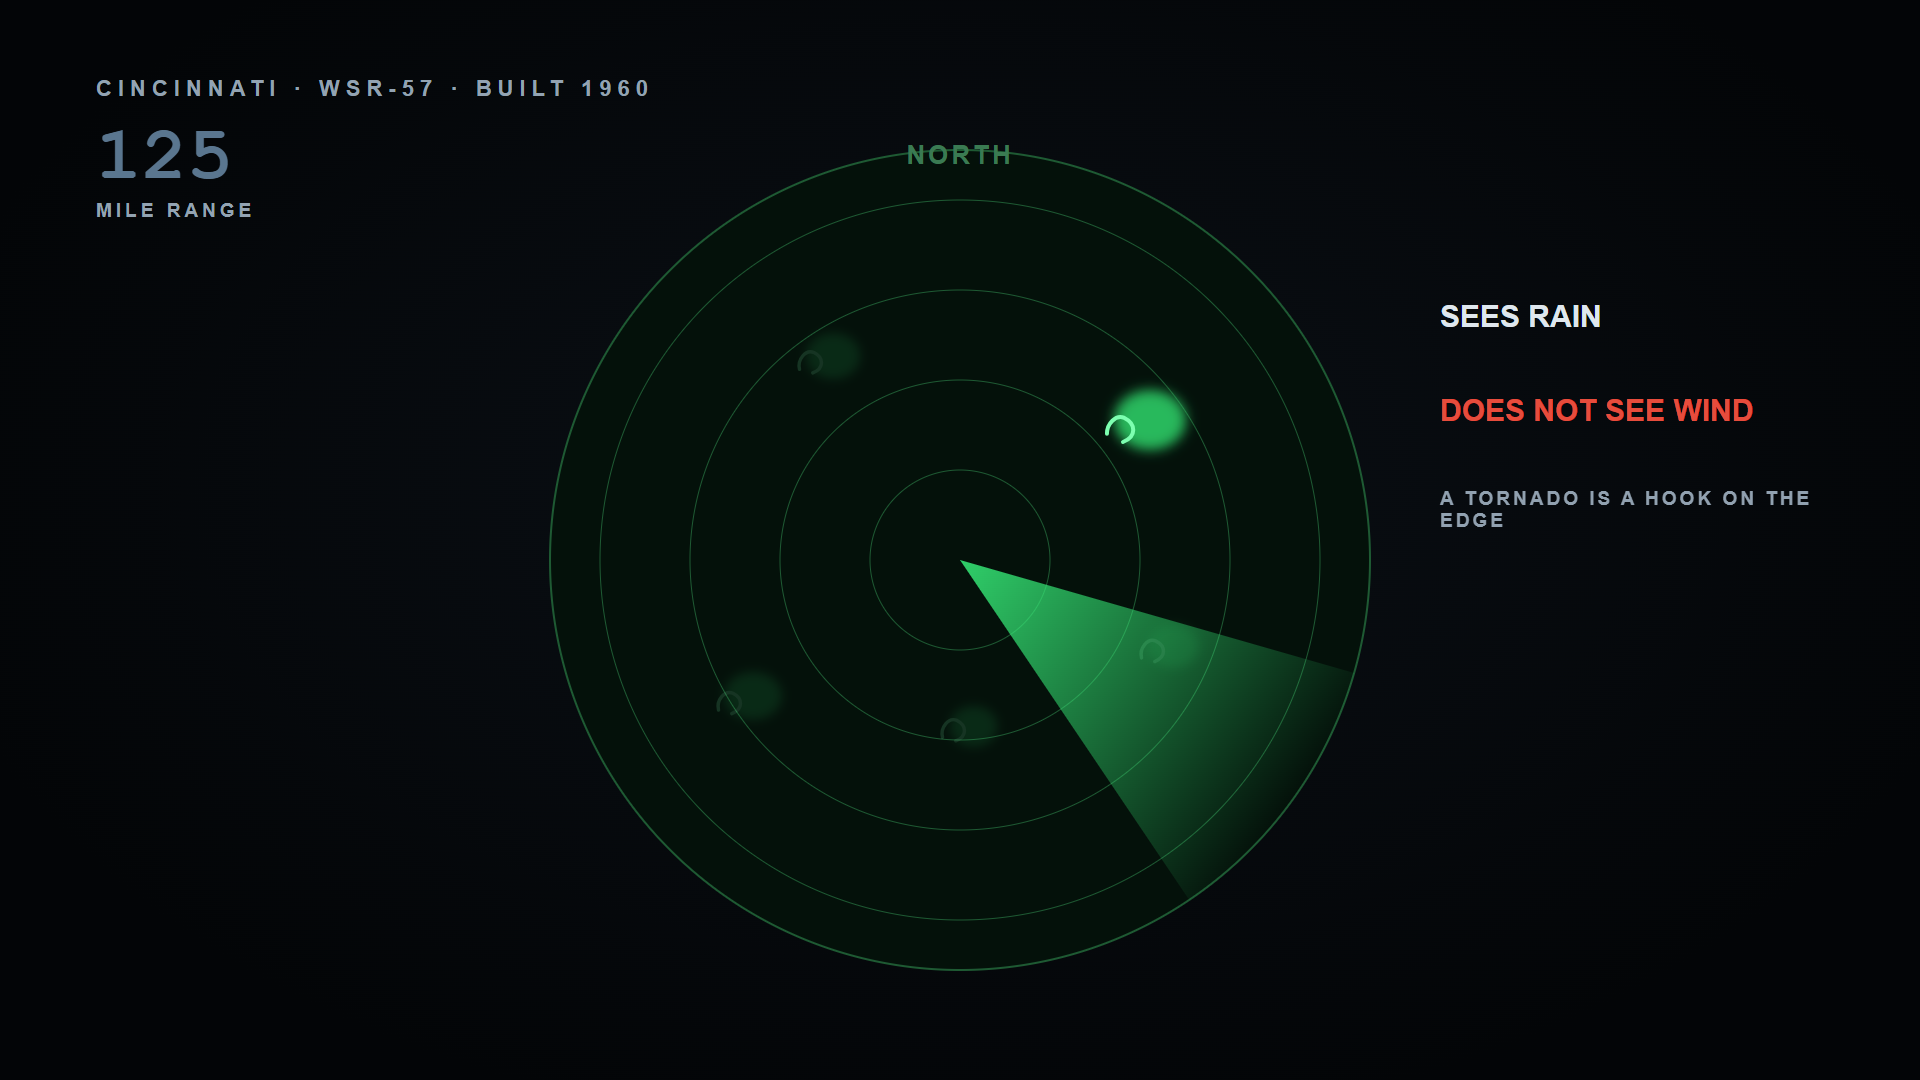 CINCINNATI · WSR-57 · BUILT 1960
125
MILE RANGE
NORTH
SEES RAIN
DOES NOT SEE WIND
A TORNADO IS A HOOK ON THE
EDGE